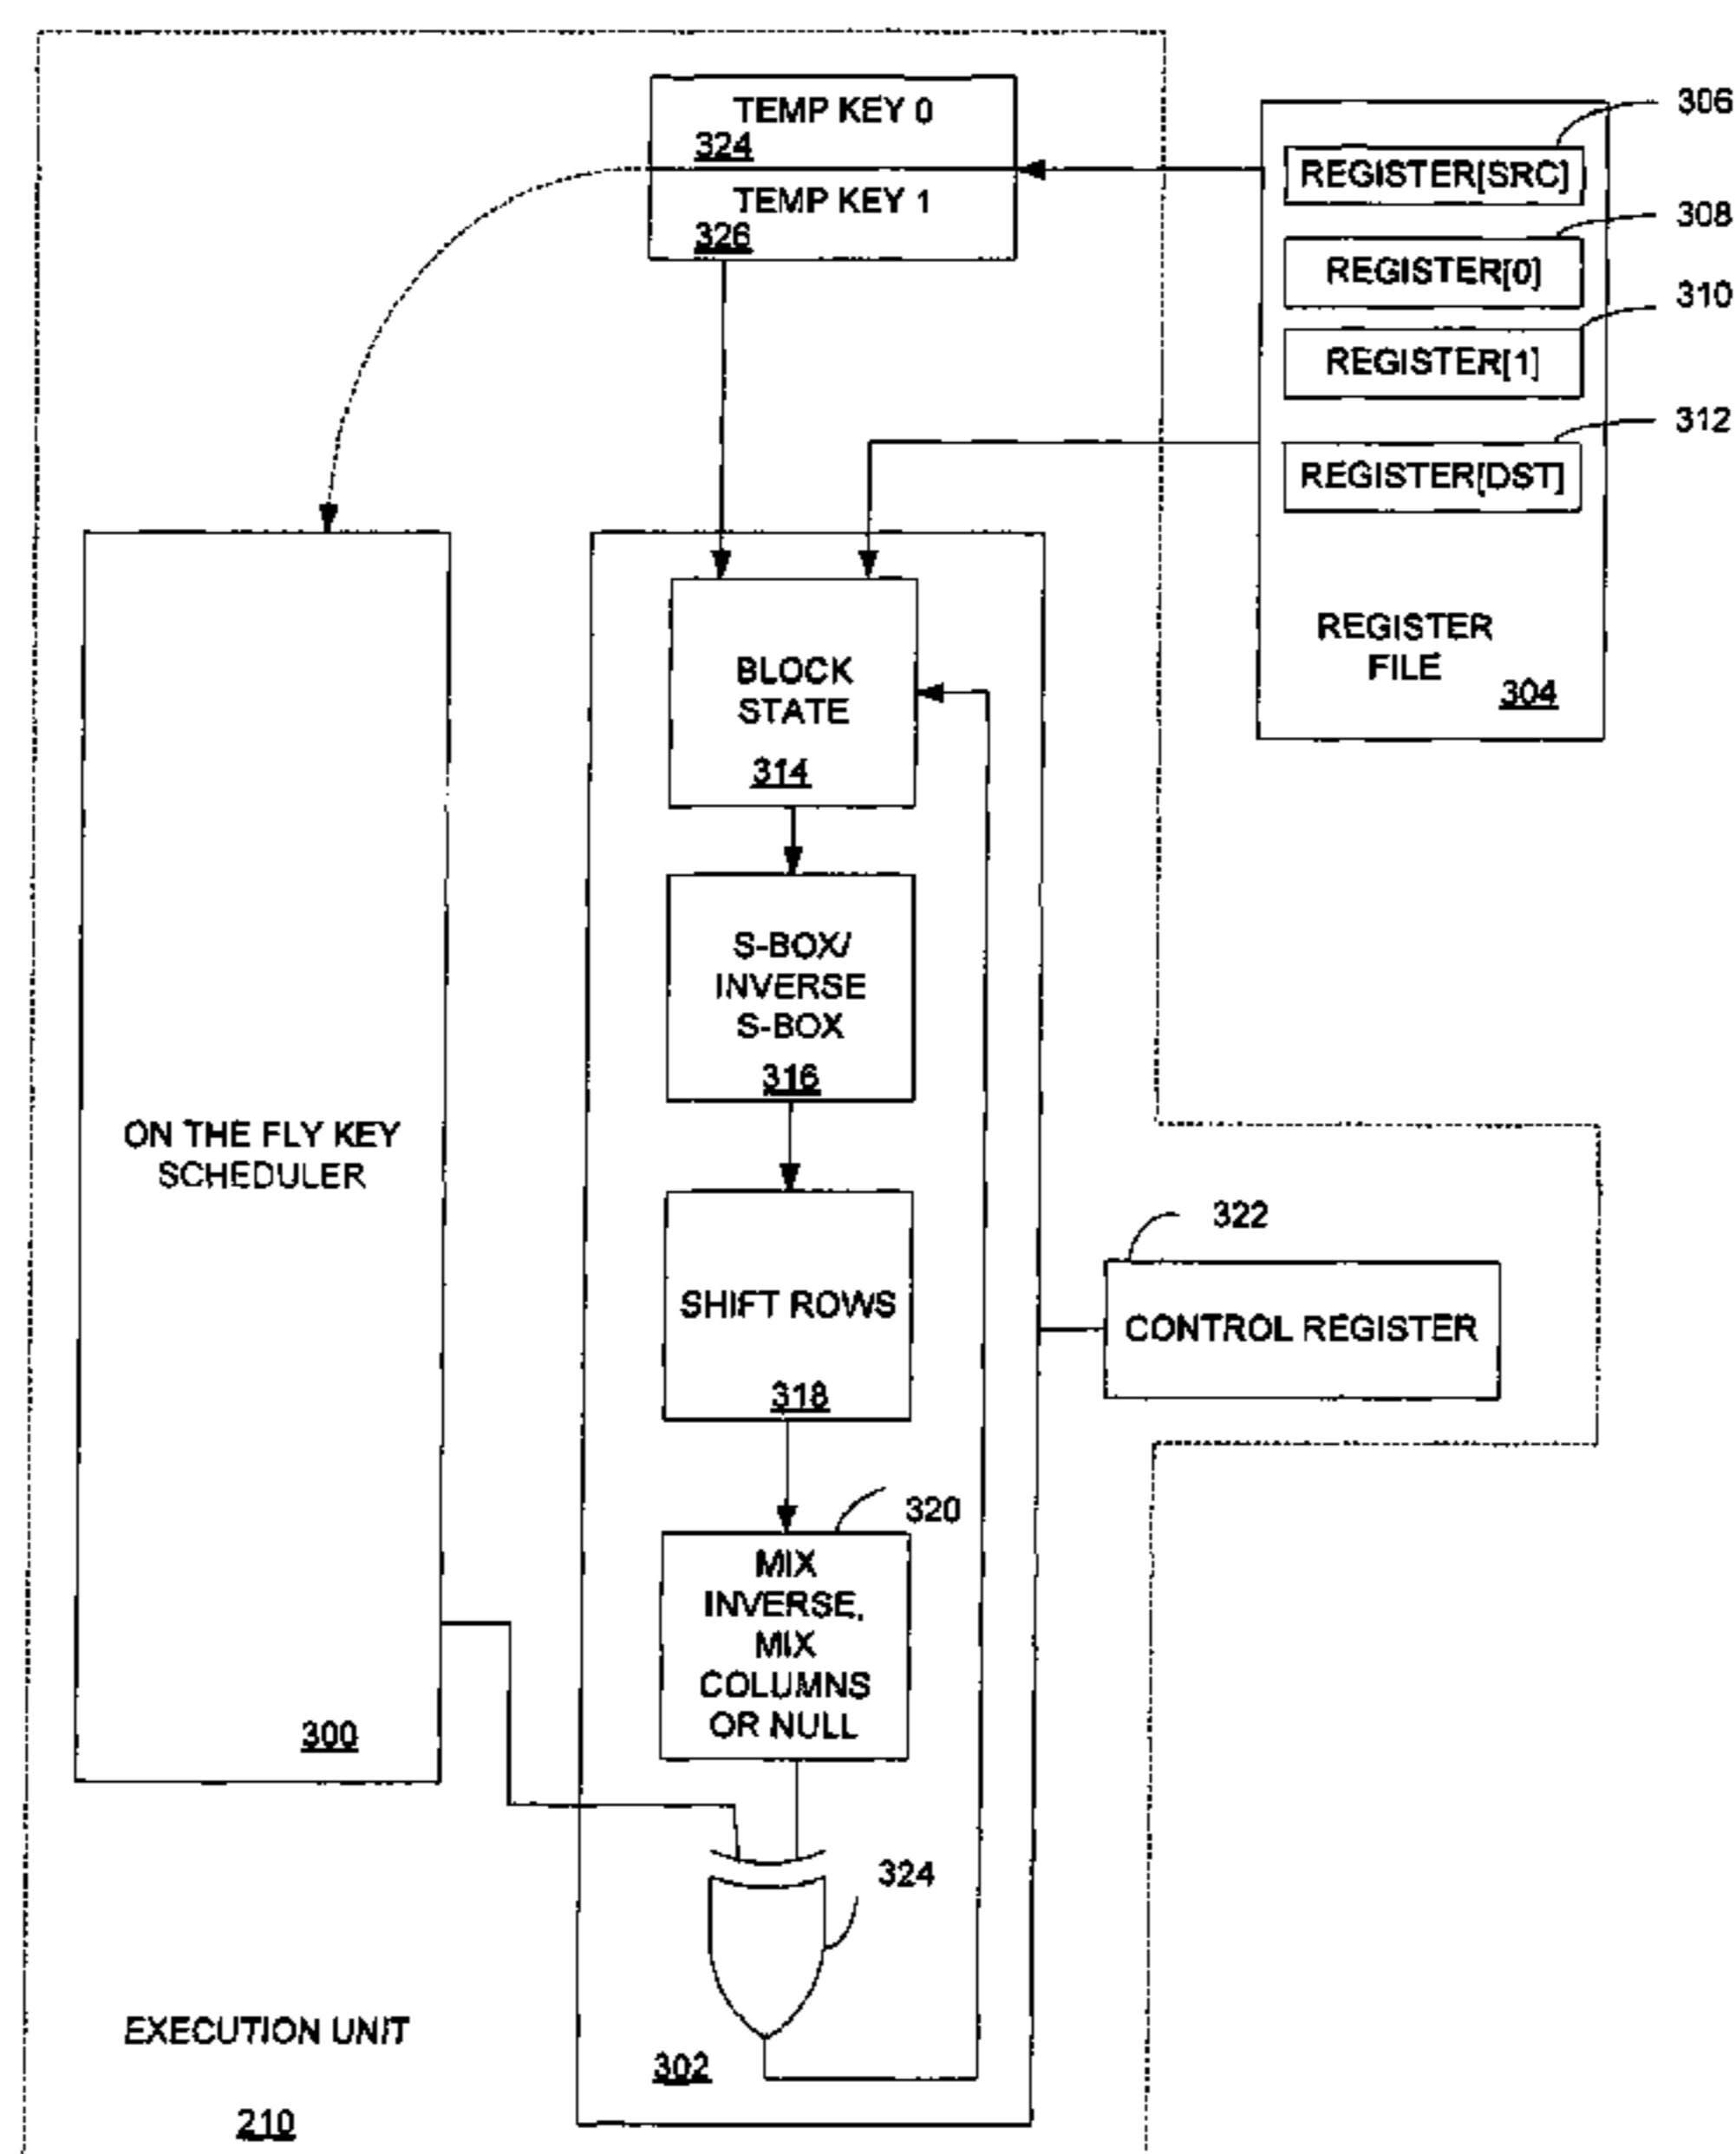 TEMP KEY 0
324
TEMP KEY 1
326
306
REGISTER[SRC]
308
REGISTER[0]
310
REGISTER[1]
312
REGISTER[DST]
REGISTER
FILE
304
BLOCK
STATE
314
S-BOX/
INVERSE
S-BOX
316
ON THE FLY KEY
SCHEDULER
300
SHIFT ROWS
318
322
CONTROL REGISTER
320
MIX
INVERSE,
MIX
COLUMNS
OR NULL
324
302
EXECUTION UNIT
210